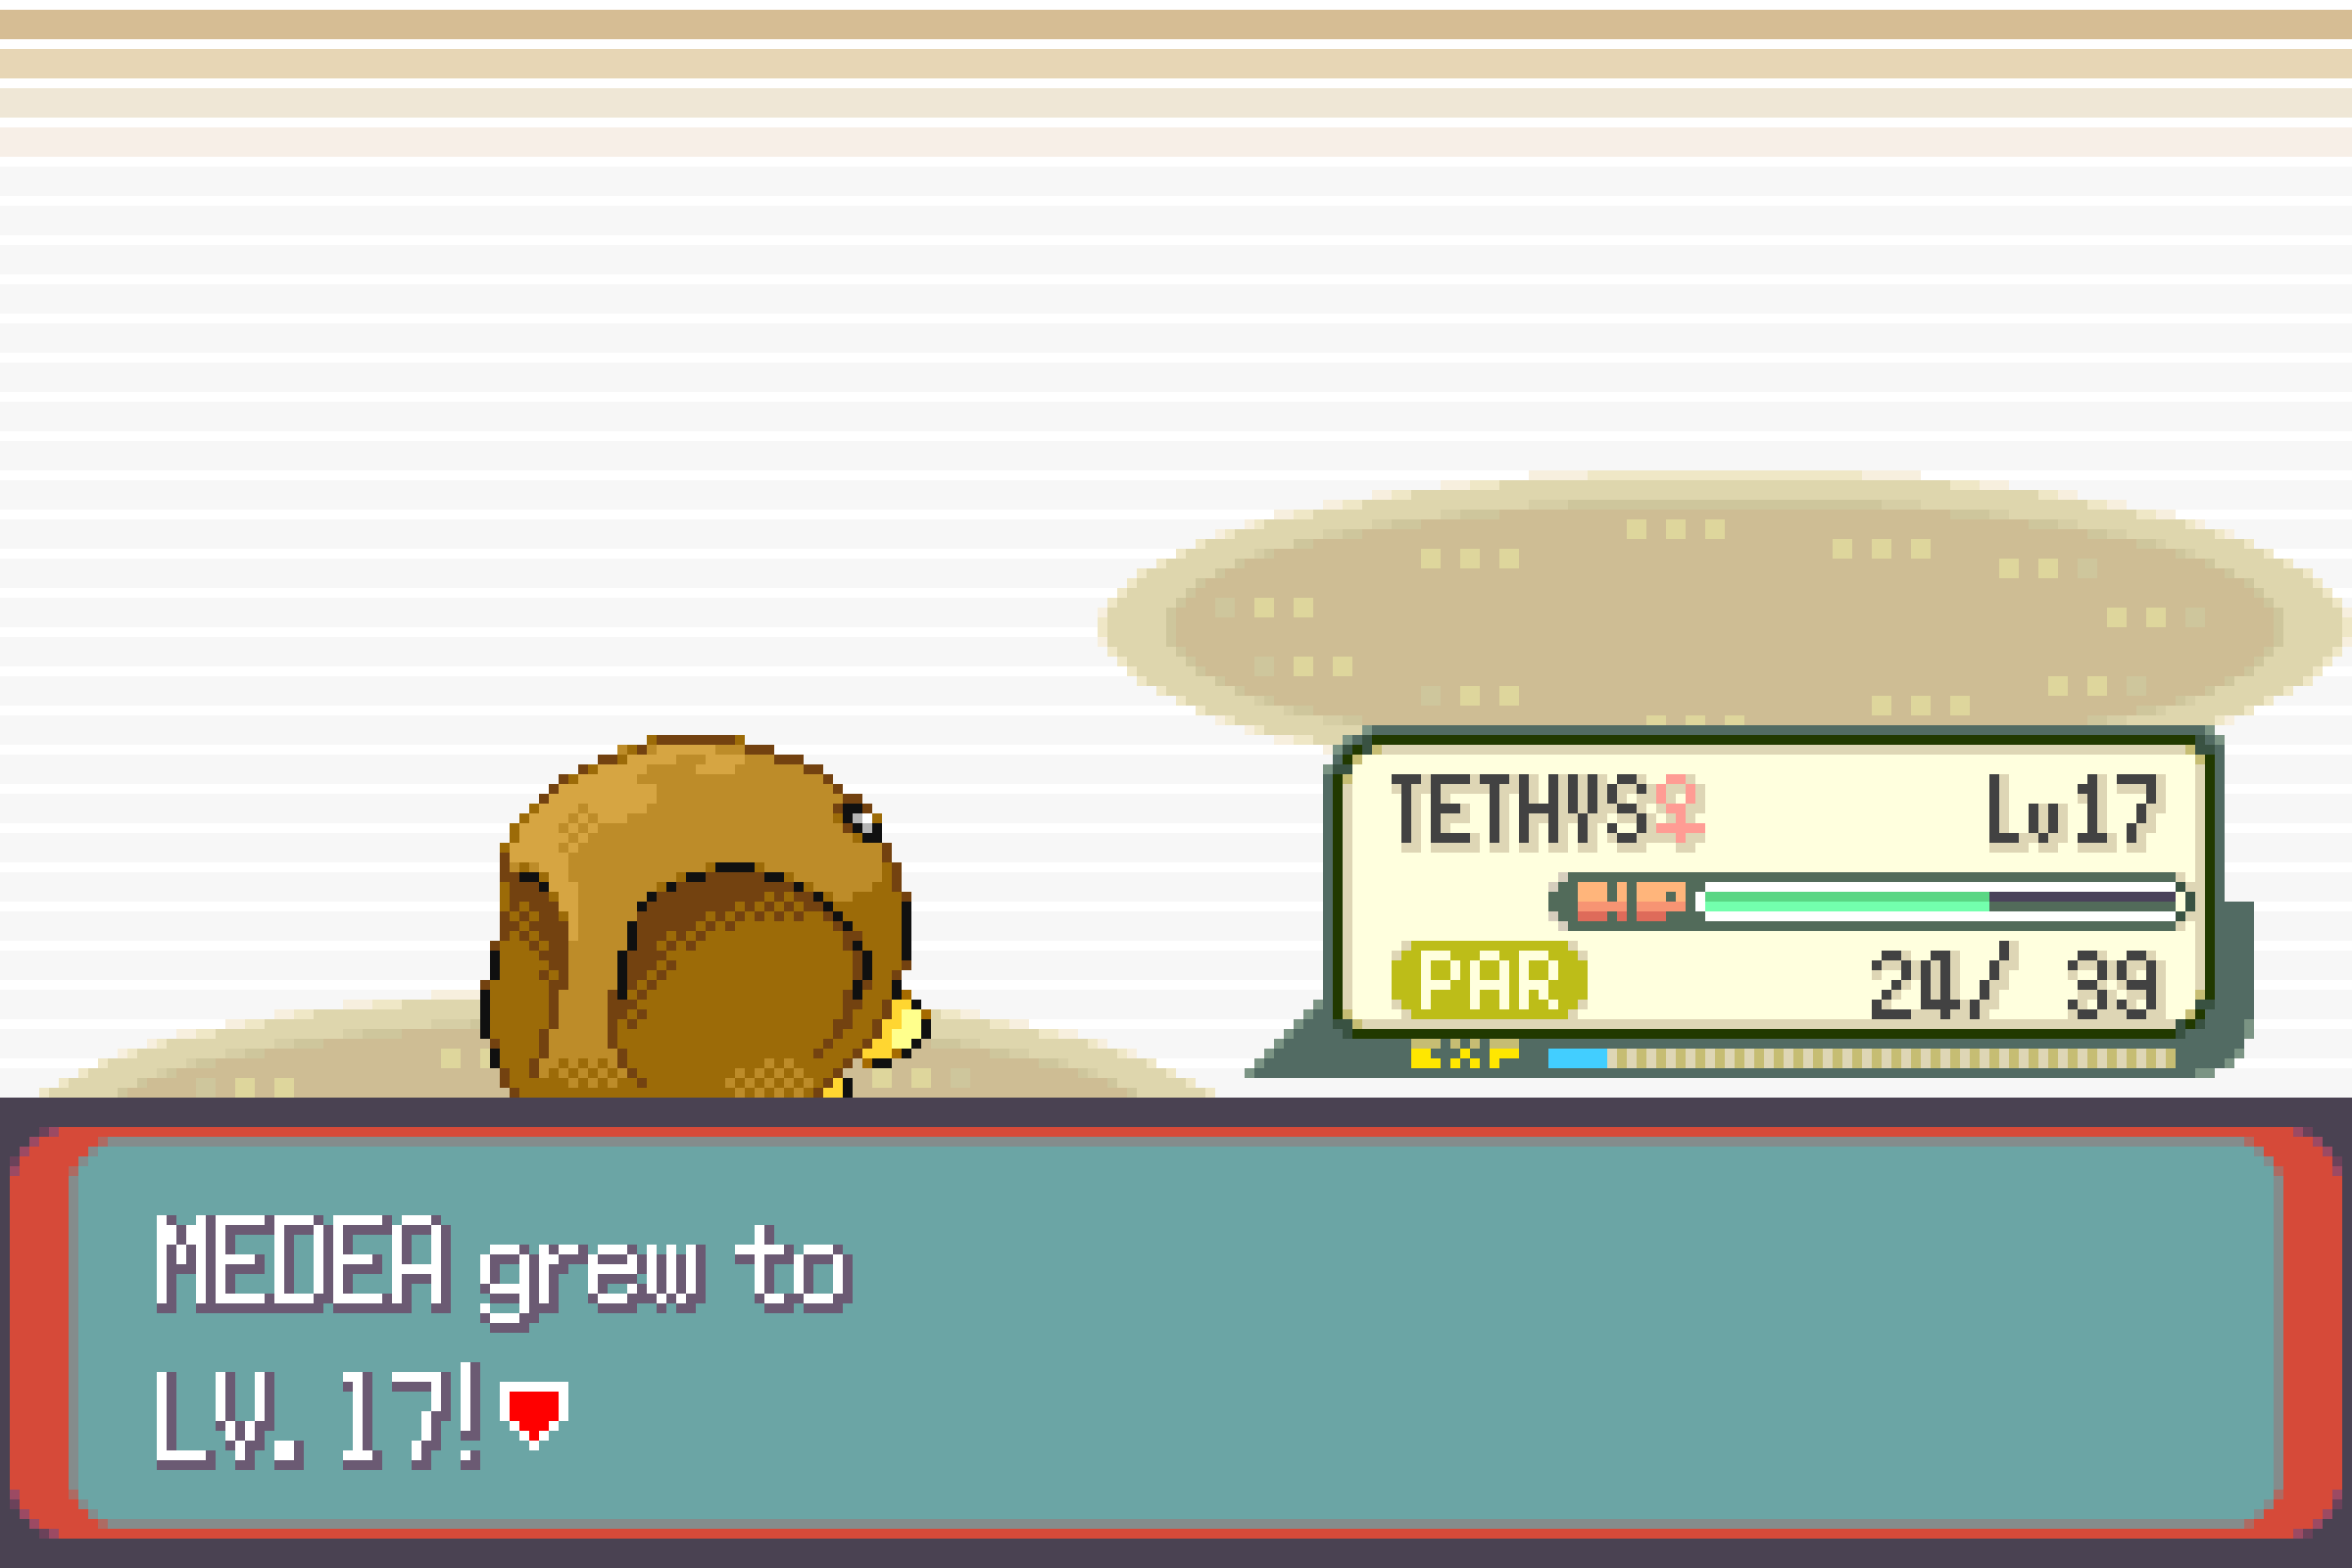 TETHYS♀ Lv17
HP
PAR 24/ 39
EXP
MEDEA grew to
LV. 17!